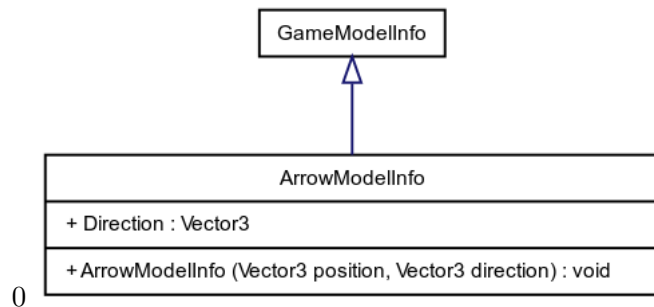 GameModelInfo
ArrowModelInfo
+ Direction : Vector3
+ArrowModelInfo (Vector3 position, Vector3 direction) : void
0